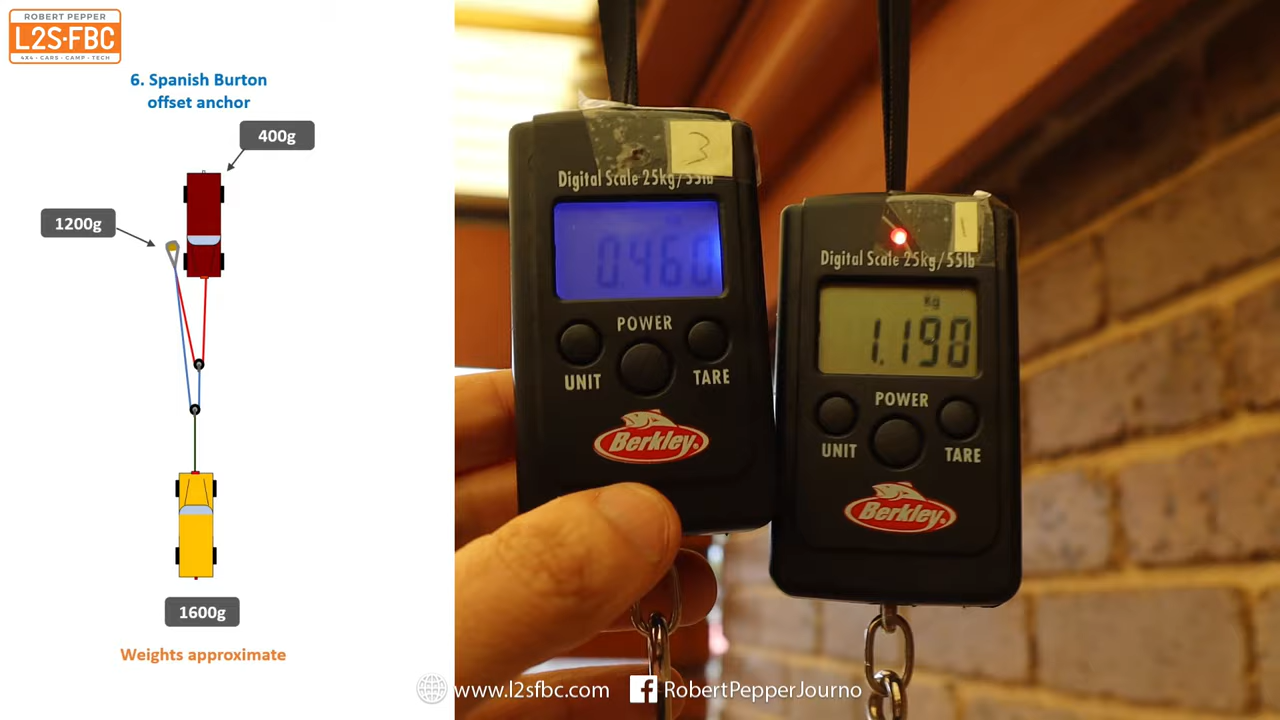 ROBERT PEPPER
L2S·FBC
4X4 • CARS • CAMP • TECH
6. Spanish Burton
offset anchor
400g
1200g
1600g
Weights approximate
3
Digital Scale 25kg/55lb
0.460
POWER
UNIT
TARE
Berkley
1
Digital Scale 25kg/55lb
Kg
1.198
POWER
UNIT
TARE
Berkley
www.l2sfbc.com
RobertPepperJourno